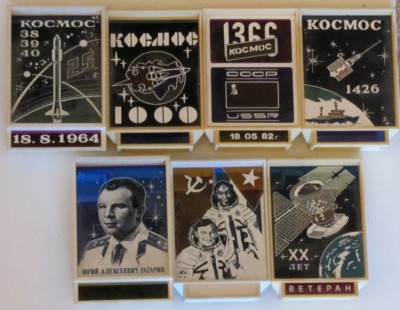 КОСМОС
38
39
40
18.8.1964
КОСМОС
1000
1366
КОСМОС
СССР
USSR
18 05 82г.
КОСМОС
1426
ЮРИЙ АЛЕКСЕЕВИЧ ГАГАРИН
XX
ЛЕТ
ВЕТЕРАН